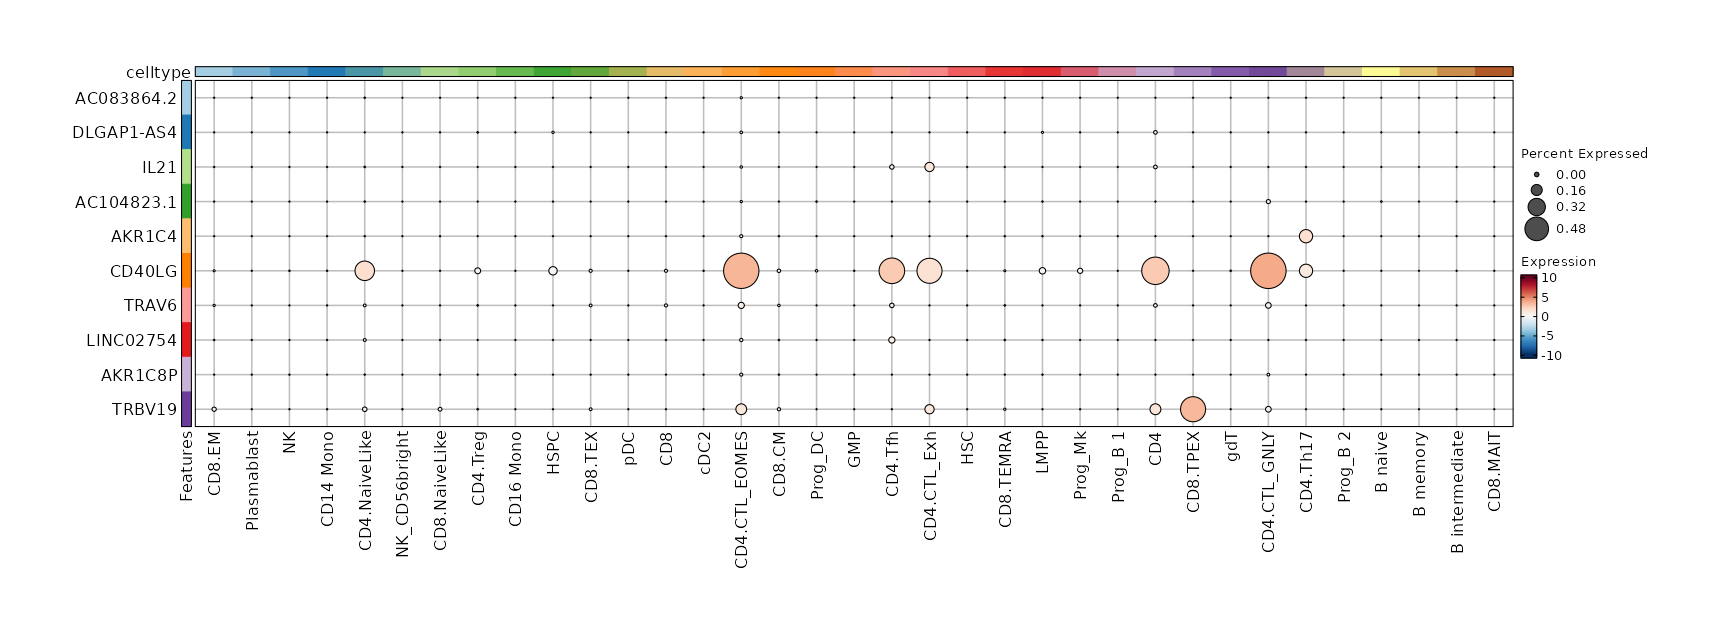 celltype
AC083864.2
DLGAP1-AS4
IL21
AC104823.1
AKR1C4
CD40LG
TRAV6
LINC02754
AKR1C8P
TRBV19
Features
CD8.EM
Plasmablast
NK
CD14 Mono
CD4.NaiveLike
NK_CD56bright
CD8.NaiveLike
CD4.Treg
CD16 Mono
HSPC
CD8.TEX
pDC
CD8
cDC2
CD4.CTL_EOMES
CD8.CM
Prog_DC
GMP
CD4.Tfh
CD4.CTL_Exh
HSC
CD8.TEMRA
LMPP
Prog_Mk
Prog_B 1
CD4
CD8.TPEX
gdT
CD4.CTL_GNLY
CD4.Th17
Prog_B 2
B naive
B memory
B intermediate
CD8.MAIT
Percent Expressed
0.00
0.16
0.32
0.48
Expression
10
5
0
-5
-10